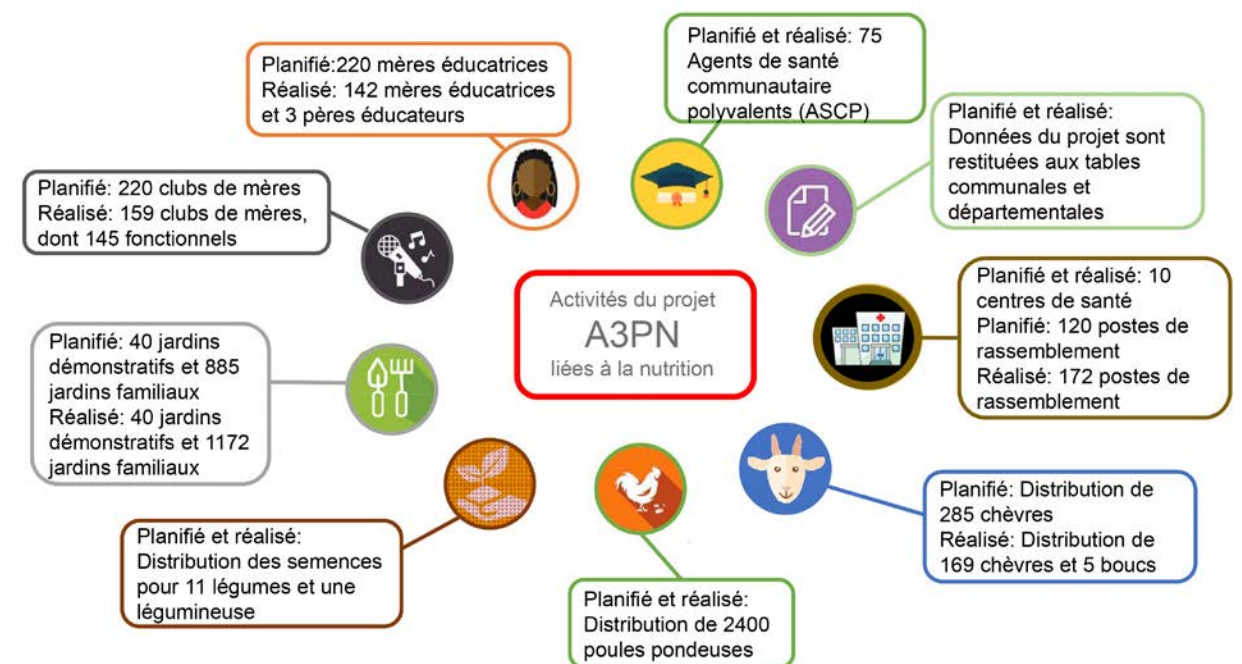 Planifié:220 mères éducatrices
Réalisé: 142 mères éducatrices
et 3 pères éducateurs
Planifié et réalisé: 75
Agents de santé
communautaire
polyvalents (ASCP)
Planifié et réalisé:
Données du projet sont
restituées aux tables
communales et
départementales
Planifié: 220 clubs de mères
Réalisé: 159 clubs de mères,
dont 145 fonctionnels
Activités du projet
A3PN
liées à la nutrition
Planifié et réalisé: 10
centres de santé
Planifié: 120 postes de
rassemblement
Réalisé: 172 postes de
rassemblement
Planifié: 40 jardins
démonstratifs et 885
jardins familiaux
Réalisé: 40 jardins
démonstratifs et 1172
jardins familiaux
Planifié: Distribution de
285 chèvres
Réalisé: Distribution de
169 chèvres et 5 boucs
Planifié et réalisé:
Distribution des semences
pour 11 légumes et une
légumineuse
Planifié et réalisé:
Distribution de 2400
poules pondeuses